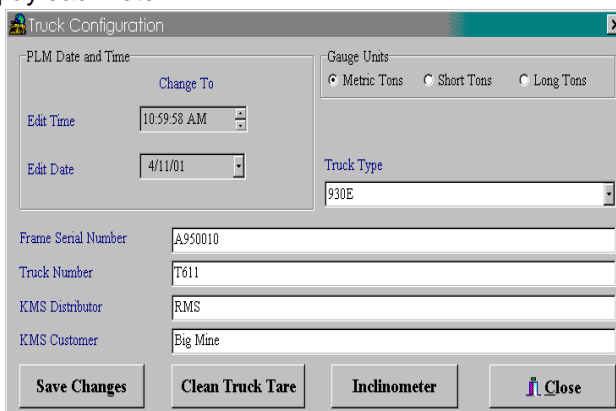 Truck Configuration
PLM Date and Time
Change To
Edit Time
10:59:58 AM
Edit Date
4/11/01
Gauge Units
Metric Tons
Short Tons
Long Tons
Truck Type
930E
Frame Serial Number
A950010
Truck Number
T611
KMS Distributor
RMS
KMS Customer
Big Mine
Save Changes
Clean Truck Tare
Inclinometer
Close